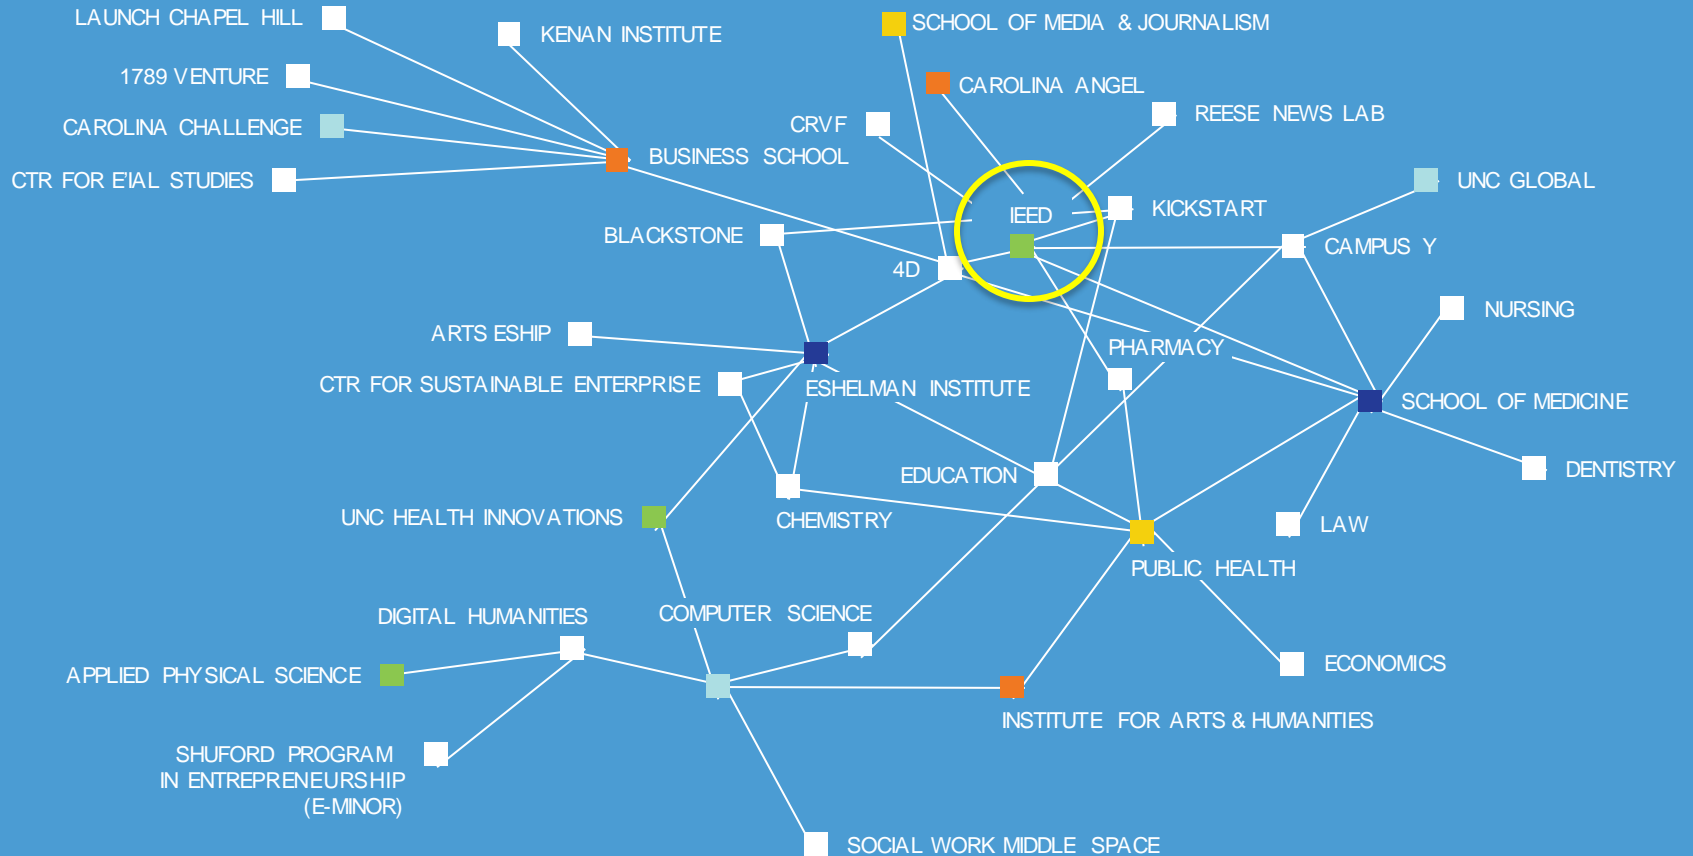 LAUNCH CHAPEL HILL
KENAN INSTITUTE
SCHOOL OF MEDIA & JOURNALISM
1789 VENTURE
CAROLINA ANGEL
CAROLINA CHALLENGE
CRVF
REESE NEWS LAB
BUSINESS SCHOOL
CTR FOR E'IAL STUDIES
UNC GLOBAL
IEED
KICKSTART
BLACKSTONE
CAMPUS Y
4D
NURSING
ARTS ESHIP
PHARMACY
CTR FOR SUSTAINABLE ENTERPRISE
ESHELMAN INSTITUTE
SCHOOL OF MEDICINE
EDUCATION
DENTISTRY
UNC HEALTH INNOVATIONS
CHEMISTRY
LAW
PUBLIC HEALTH
DIGITAL HUMANITIES
COMPUTER SCIENCE
APPLIED PHYSICAL SCIENCE
ECONOMICS
INSTITUTE FOR ARTS & HUMANITIES
SHUFORD PROGRAM
IN ENTREPRENEURSHIP
(E-MINOR)
SOCIAL WORK MIDDLE SPACE